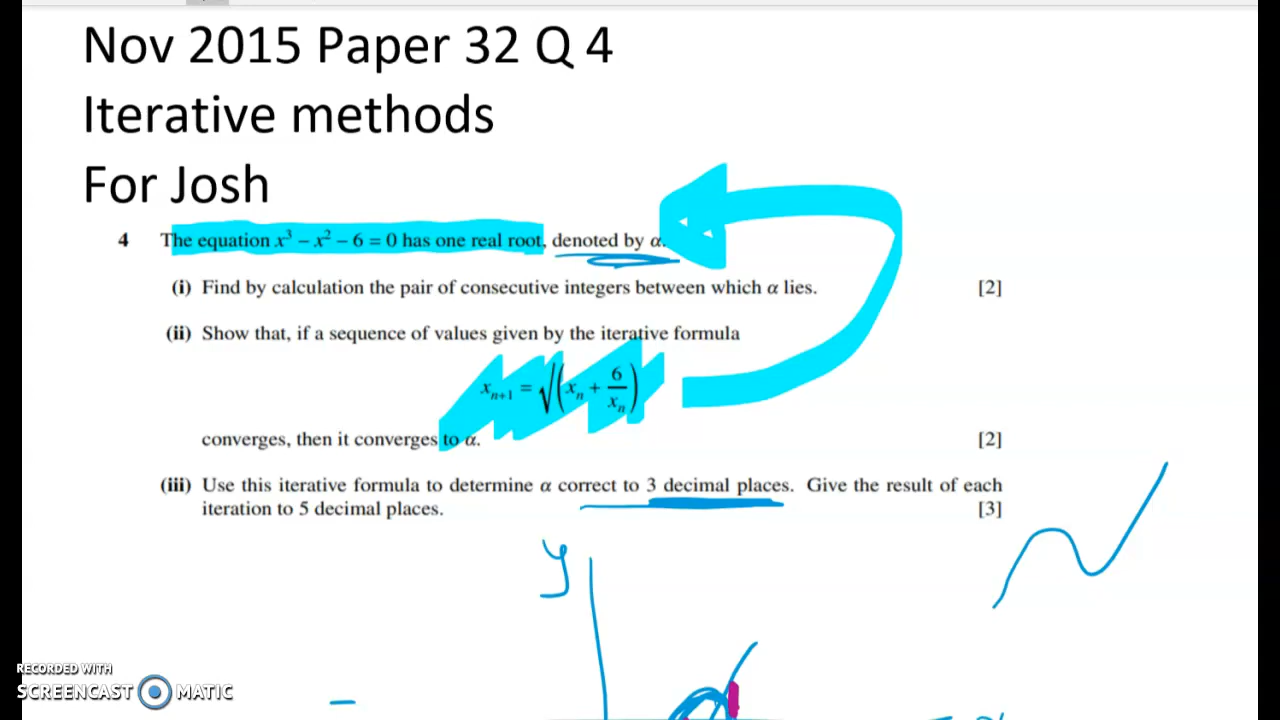 Nov 2015 Paper 32 Q 4
Iterative methods
For Josh
4 The equation x³ – x² – 6 = 0 has one real root, denoted by α.
(i) Find by calculation the pair of consecutive integers between which α lies. [2]
(ii) Show that, if a sequence of values given by the iterative formula
xₙ₊₁ = √(xₙ + 6/xₙ)
converges, then it converges to α. [2]
(iii) Use this iterative formula to determine α correct to 3 decimal places. Give the result of each
iteration to 5 decimal places. [3]
y
RECORDED WITH
SCREENCAST MATIC